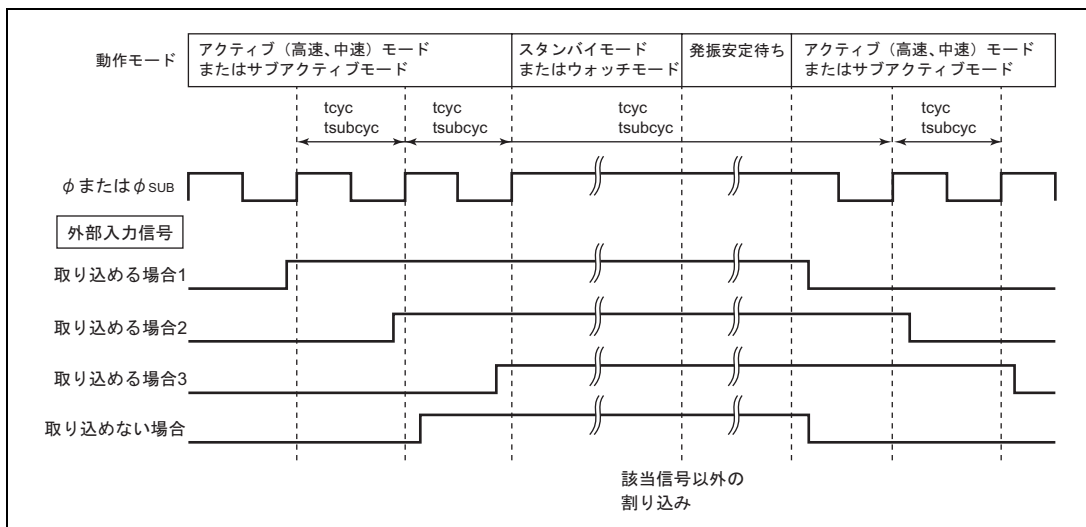 動作モード
アクティブ（高速、中速）モード
またはサブアクティブモード
スタンバイモード
またはウォッチモード
発振安定待ち
アクティブ（高速、中速）モード
またはサブアクティブモード
tcyc
tsubcyc
tcyc
tsubcyc
tcyc
tsubcyc
tcyc
tsubcyc
φまたはφSUB
外部入力信号
取り込める場合1
取り込める場合2
取り込める場合3
取り込めない場合
該当信号以外の
割り込み